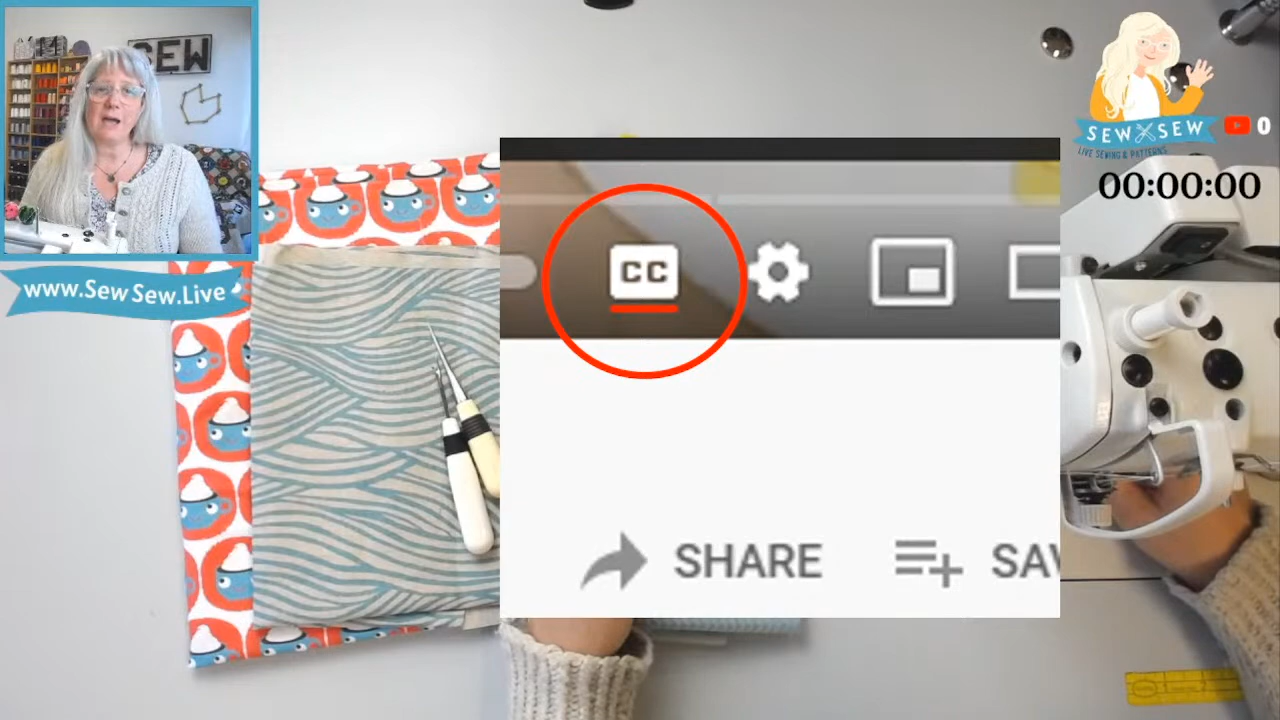 SEW
SEW SEW
LIVE SEWING & PATTERNS
0
00:00:00
www.SewSew.Live
CC
SHARE
SAV